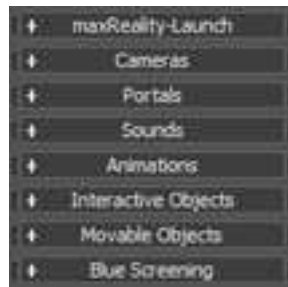 maxReality-Launch
Cameras
Portals
Sounds
Animations
Interactive Objects
Movable Objects
Blue Screening